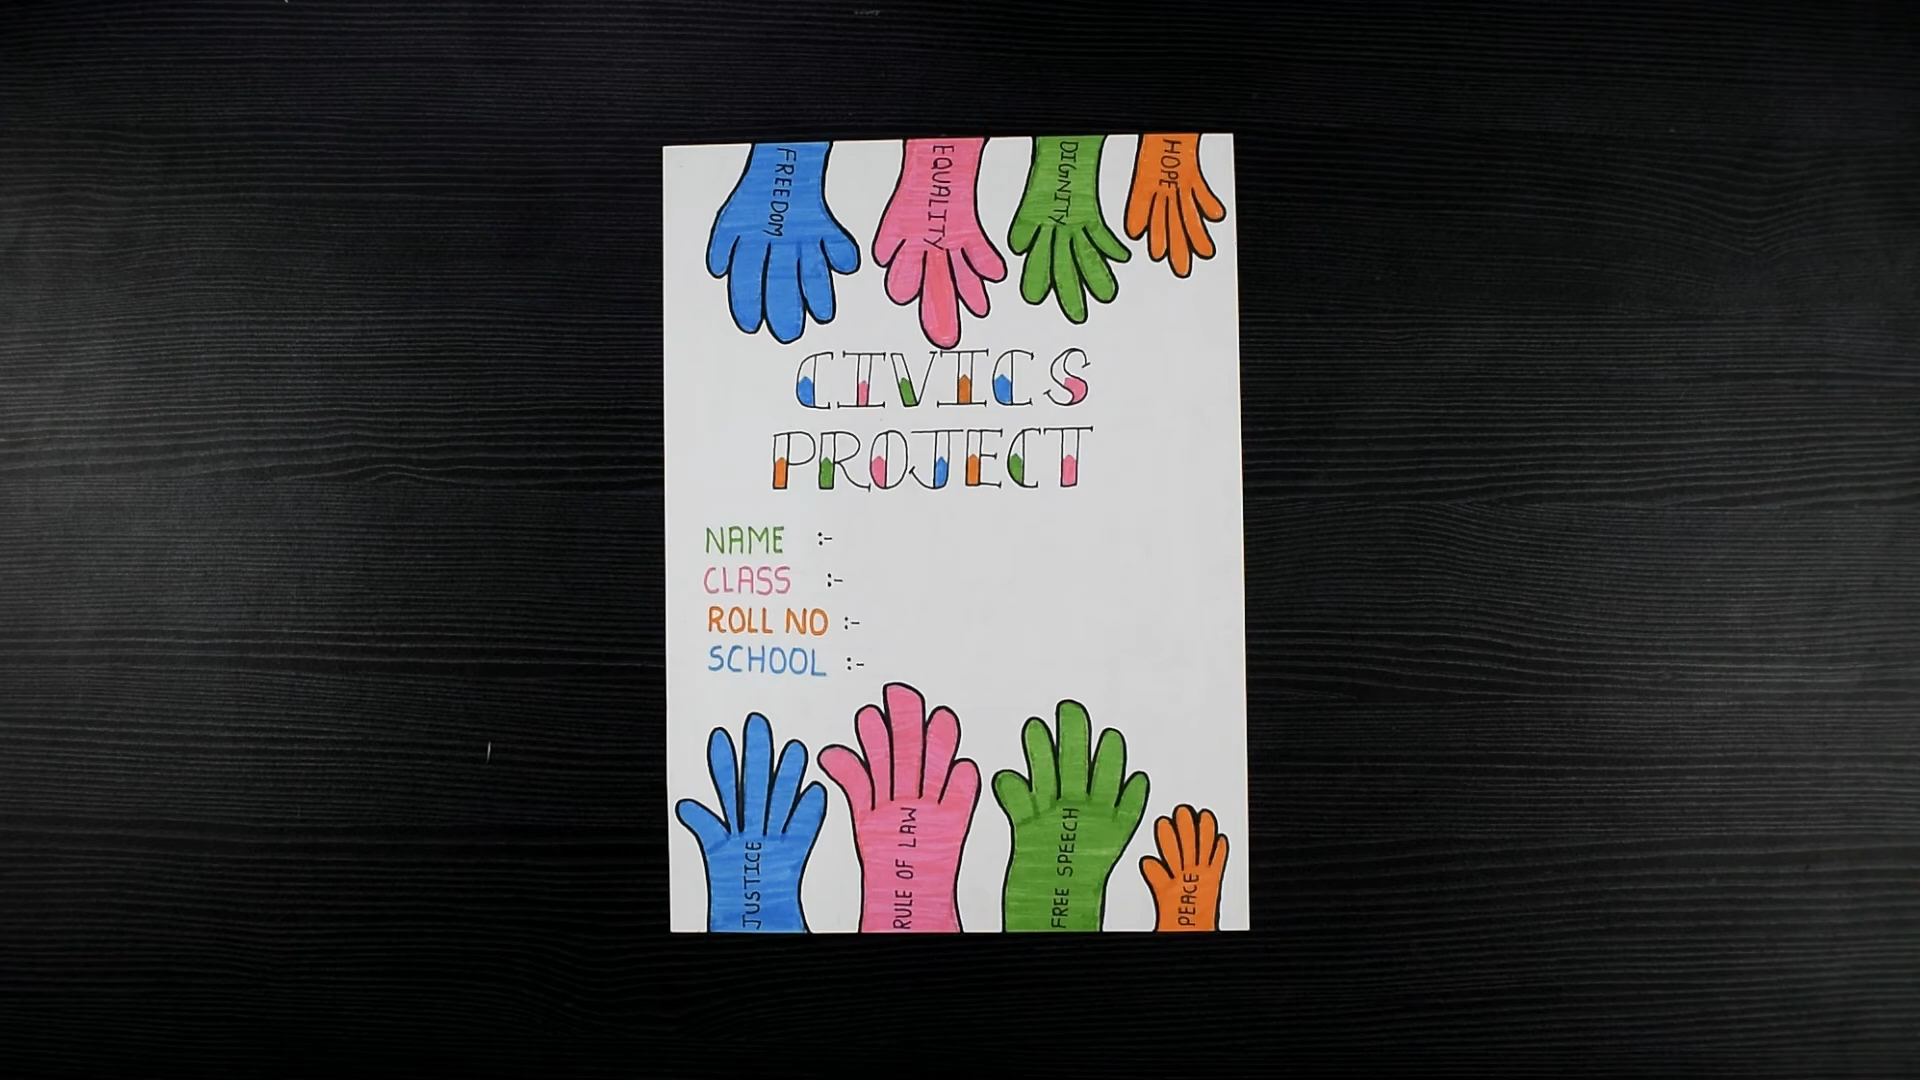 FREEDOM
EQUALITY
DIGNITY
HOPE
CIVICS
PROJECT
NAME :-
CLASS :-
ROLL NO :-
SCHOOL :-
JUSTICE
RULE OF LAW
FREE SPEECH
PEACE